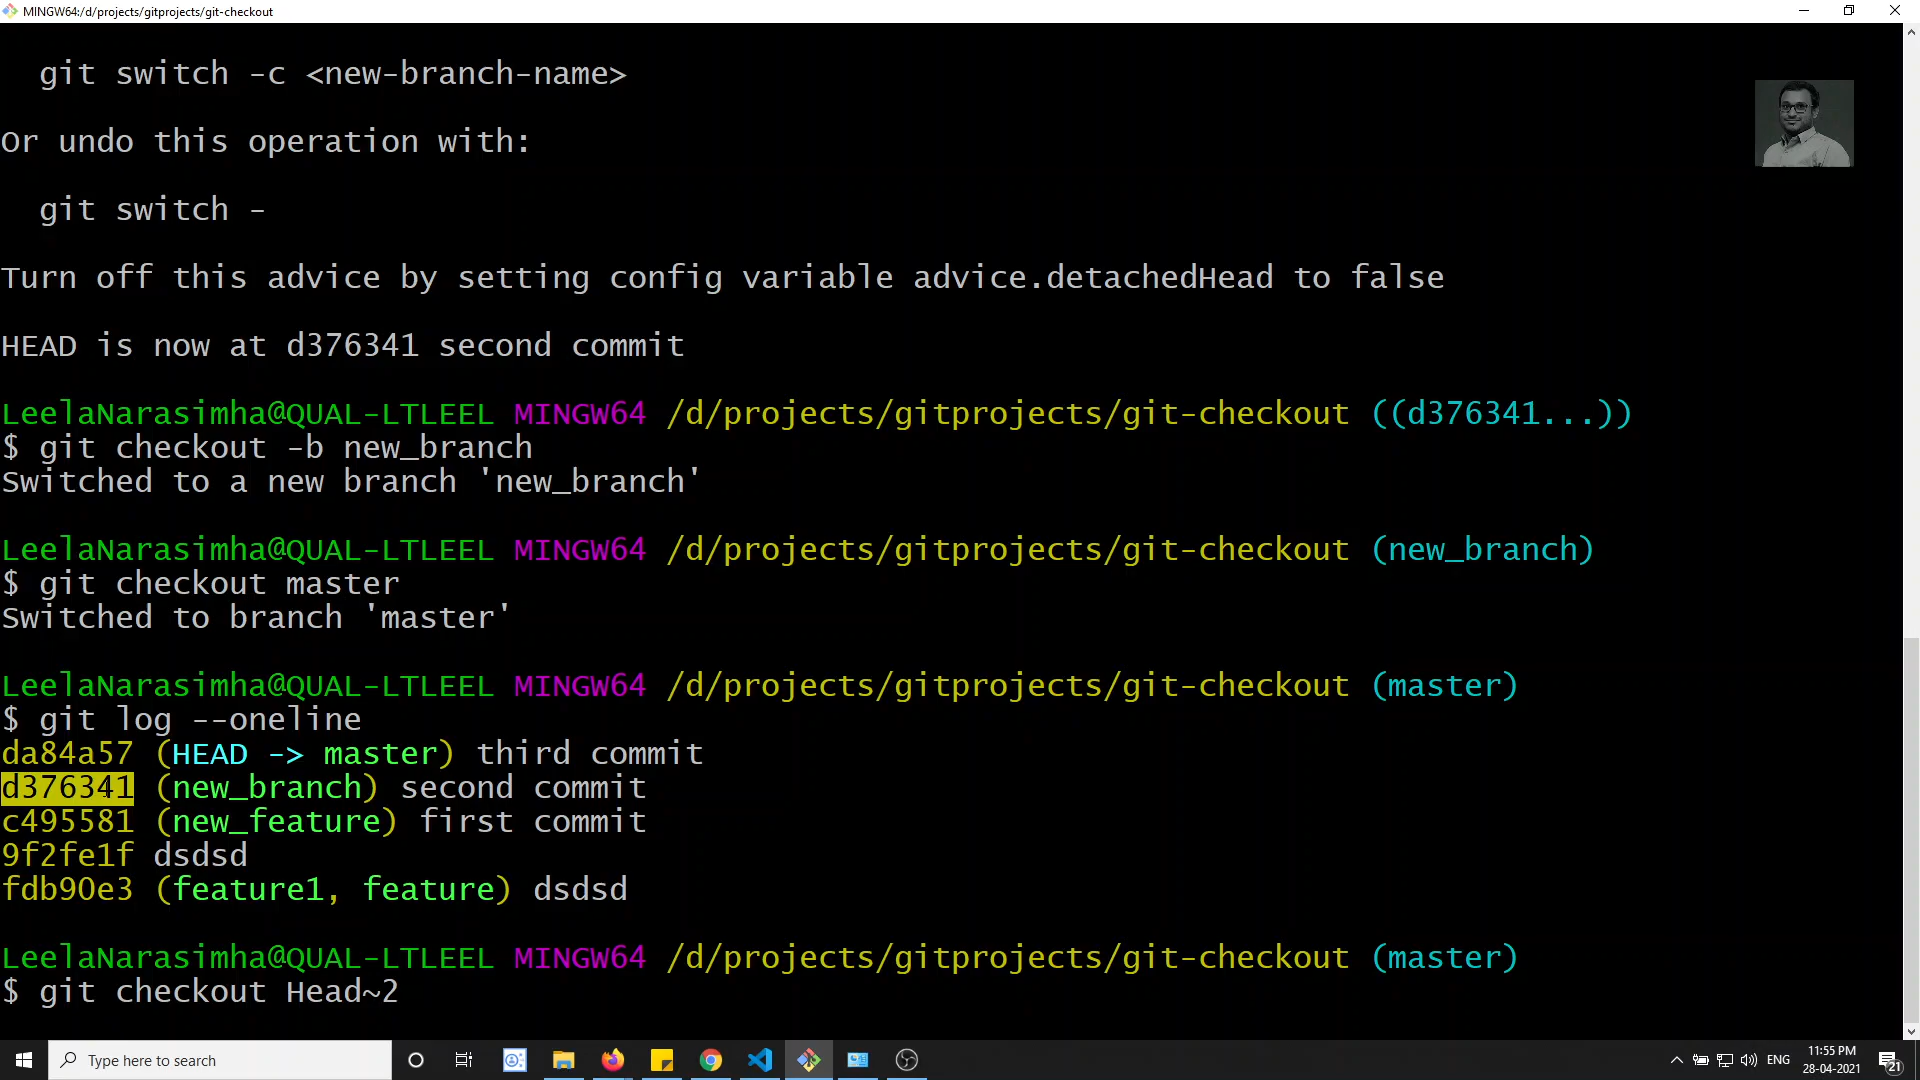 MINGW64:/d/projects/gitprojects/git-checkout
git switch -c <new-branch-name>
Or undo this operation with:
git switch -
Turn off this advice by setting config variable advice.detachedHead to false
HEAD is now at d376341 second commit
LeelaNarasimha@QUAL-LTLEEL MINGW64 /d/projects/gitprojects/git-checkout ((d376341...))
$ git checkout -b new_branch
Switched to a new branch 'new_branch'
LeelaNarasimha@QUAL-LTLEEL MINGW64 /d/projects/gitprojects/git-checkout (new_branch)
$ git checkout master
Switched to branch 'master'
LeelaNarasimha@QUAL-LTLEEL MINGW64 /d/projects/gitprojects/git-checkout (master)
$ git log --oneline
da84a57 (HEAD -> master) third commit
d376341 (new_branch) second commit
c495581 (new_feature) first commit
9f2fe1f dsdsd
fdb90e3 (feature1, feature) dsdsd
LeelaNarasimha@QUAL-LTLEEL MINGW64 /d/projects/gitprojects/git-checkout (master)
$ git checkout Head~2
Type here to search
ENG
11:55 PM
28-04-2021
21